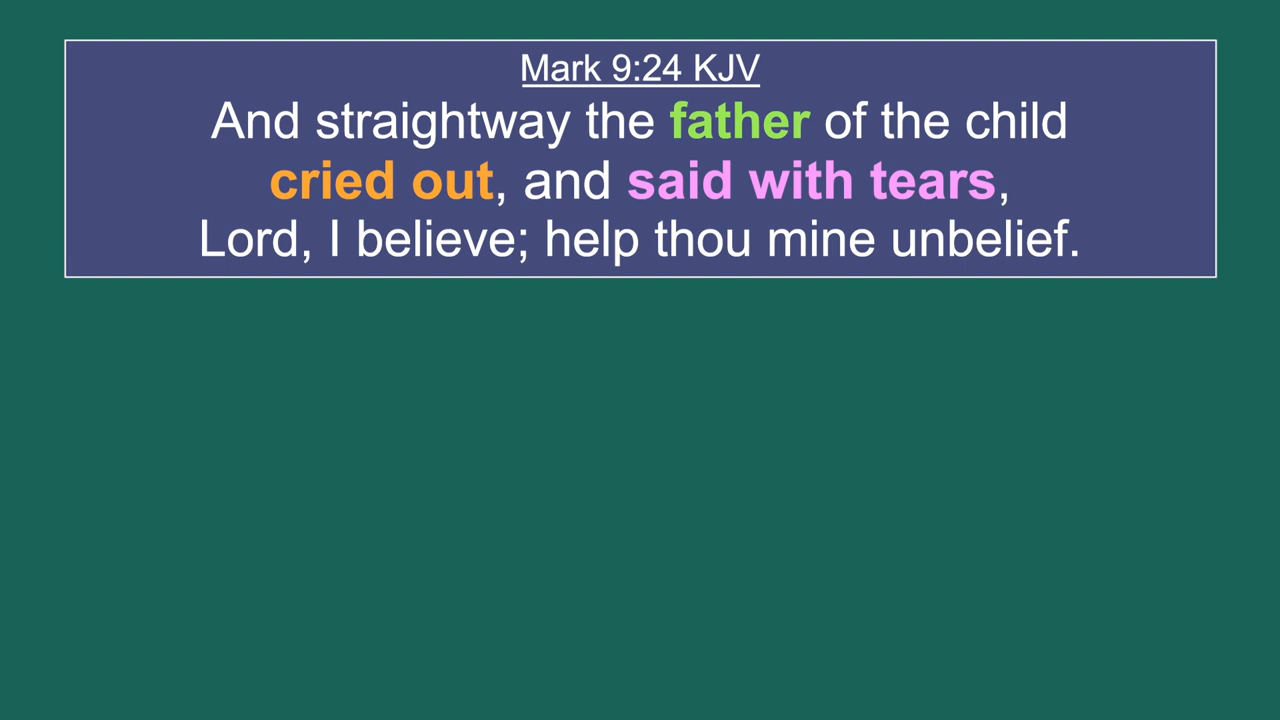 Mark 9:24 KJV
And straightway the father of the child
cried out, and said with tears,
Lord, I believe; help thou mine unbelief.